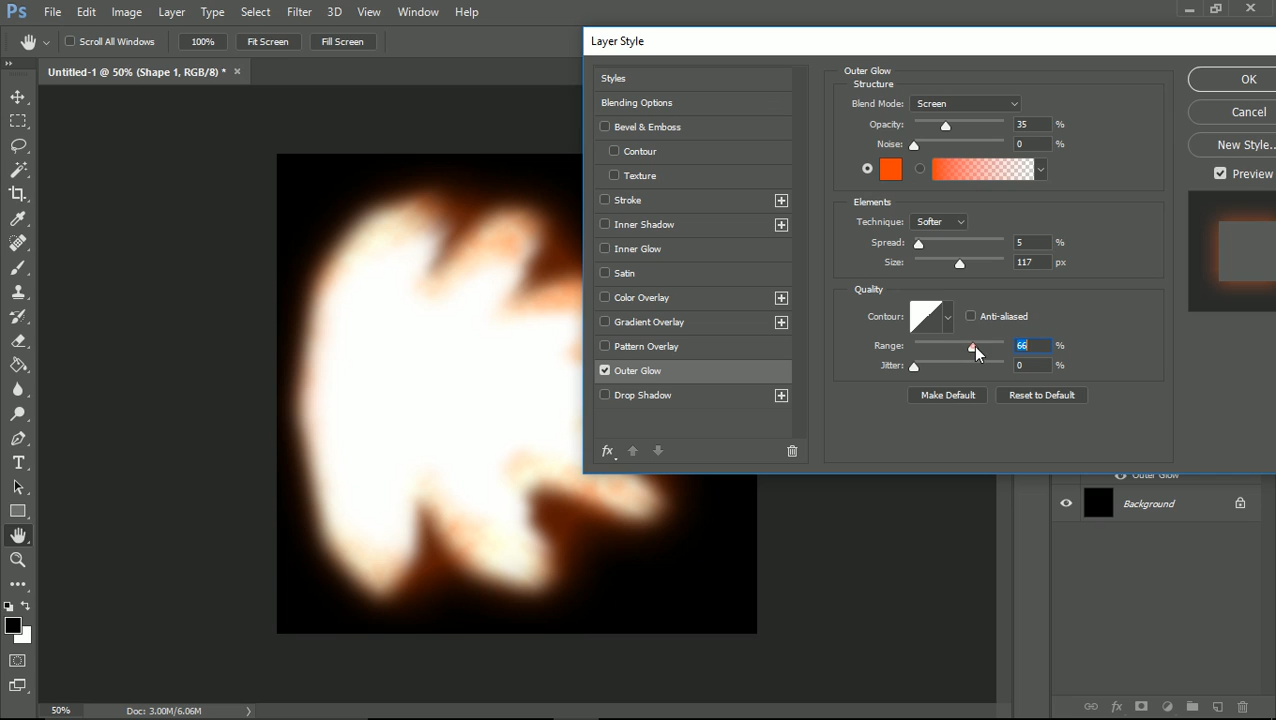 Ps File Edit Image Layer Type Select Filter 3D View Window Help
Scroll All Windows 100% Fit Screen Fill Screen
Untitled-1 @ 50% (Shape 1, RGB/8) * ×
Layer Style
Styles
Blending Options
Bevel & Emboss
Contour
Texture
Stroke
Inner Shadow
Inner Glow
Satin
Color Overlay
Gradient Overlay
Pattern Overlay
Outer Glow
Drop Shadow
fx
Outer Glow
Structure
Blend Mode: Screen
Opacity: 35 %
Noise: 0 %
Elements
Technique: Softer
Spread: 5 %
Size: 117 px
Quality
Contour: Anti-aliased
Range: 66 %
Jitter: 0 %
Make Default Reset to Default
OK
Cancel
New Style...
Preview
Outer Glow
Background
50% Doc: 3.00M/6.06M
fx